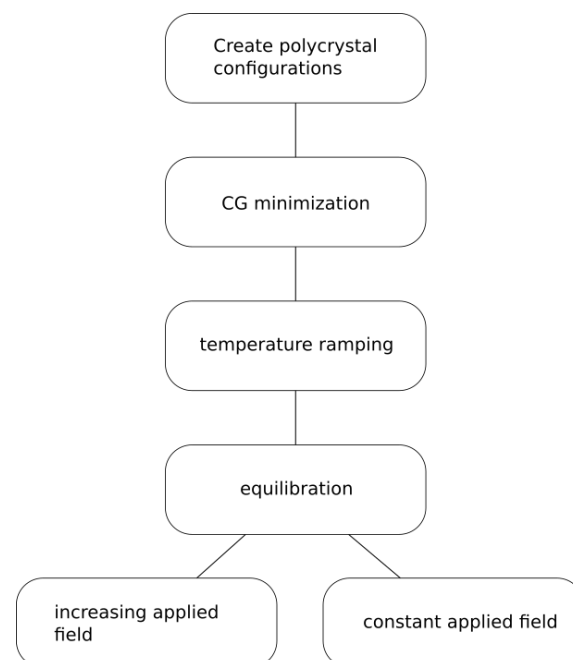 Create polycrystal
configurations
CG minimization
temperature ramping
equilibration
increasing applied
field
constant applied field